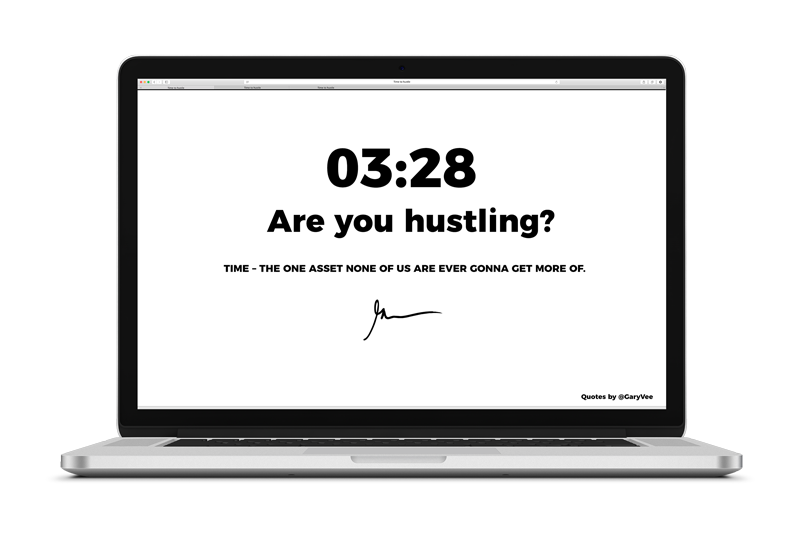 03:28
Are you hustling?
TIME – THE ONE ASSET NONE OF US ARE EVER GONNA GET MORE OF.
Quotes by @GaryVee